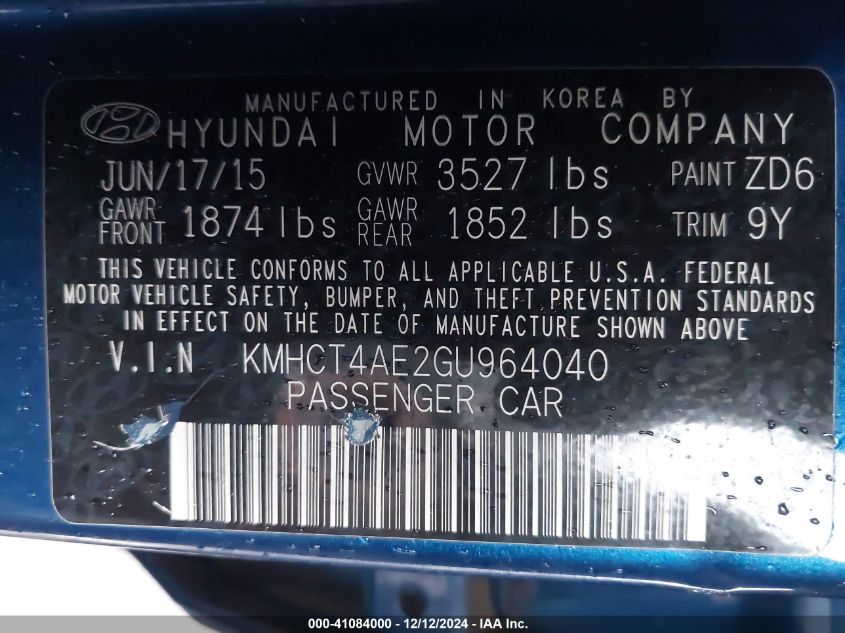 MANUFACTURED IN KOREA BY
HYUNDAI MOTOR COMPANY
JUN/17/15 GVWR 3527 lbs PAINT ZD6
GAWR FRONT 1874 lbs GAWR REAR 1852 lbs TRIM 9Y
THIS VEHICLE CONFORMS TO ALL APPLICABLE U.S.A. FEDERAL
MOTOR VEHICLE SAFETY, BUMPER, AND THEFT PREVENTION STANDARDS
IN EFFECT ON THE DATE OF MANUFACTURE SHOWN ABOVE
V.I.N KMHCT4AE2GU964040
PASSENGER CAR
000-41084000 - 12/12/2024 - IAA Inc.